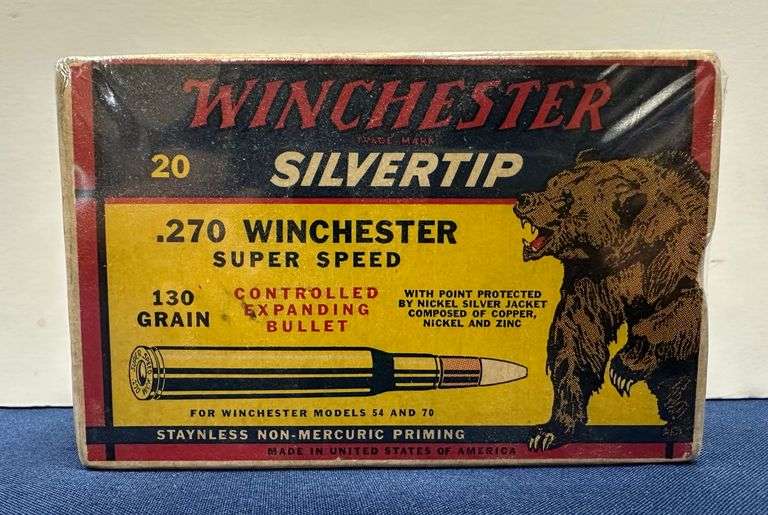 WINCHESTER
TRADE-MARK
20
SILVERTIP
.270 WINCHESTER
SUPER SPEED
130
GRAIN
CONTROLLED
EXPANDING
BULLET
WITH POINT PROTECTED
BY NICKEL SILVER JACKET
COMPOSED OF COPPER,
NICKEL AND ZINC
SUPER SPEED
FOR WINCHESTER MODELS 54 AND 70
STAYNLESS NON-MERCURIC PRIMING
MADE IN UNITED STATES OF AMERICA